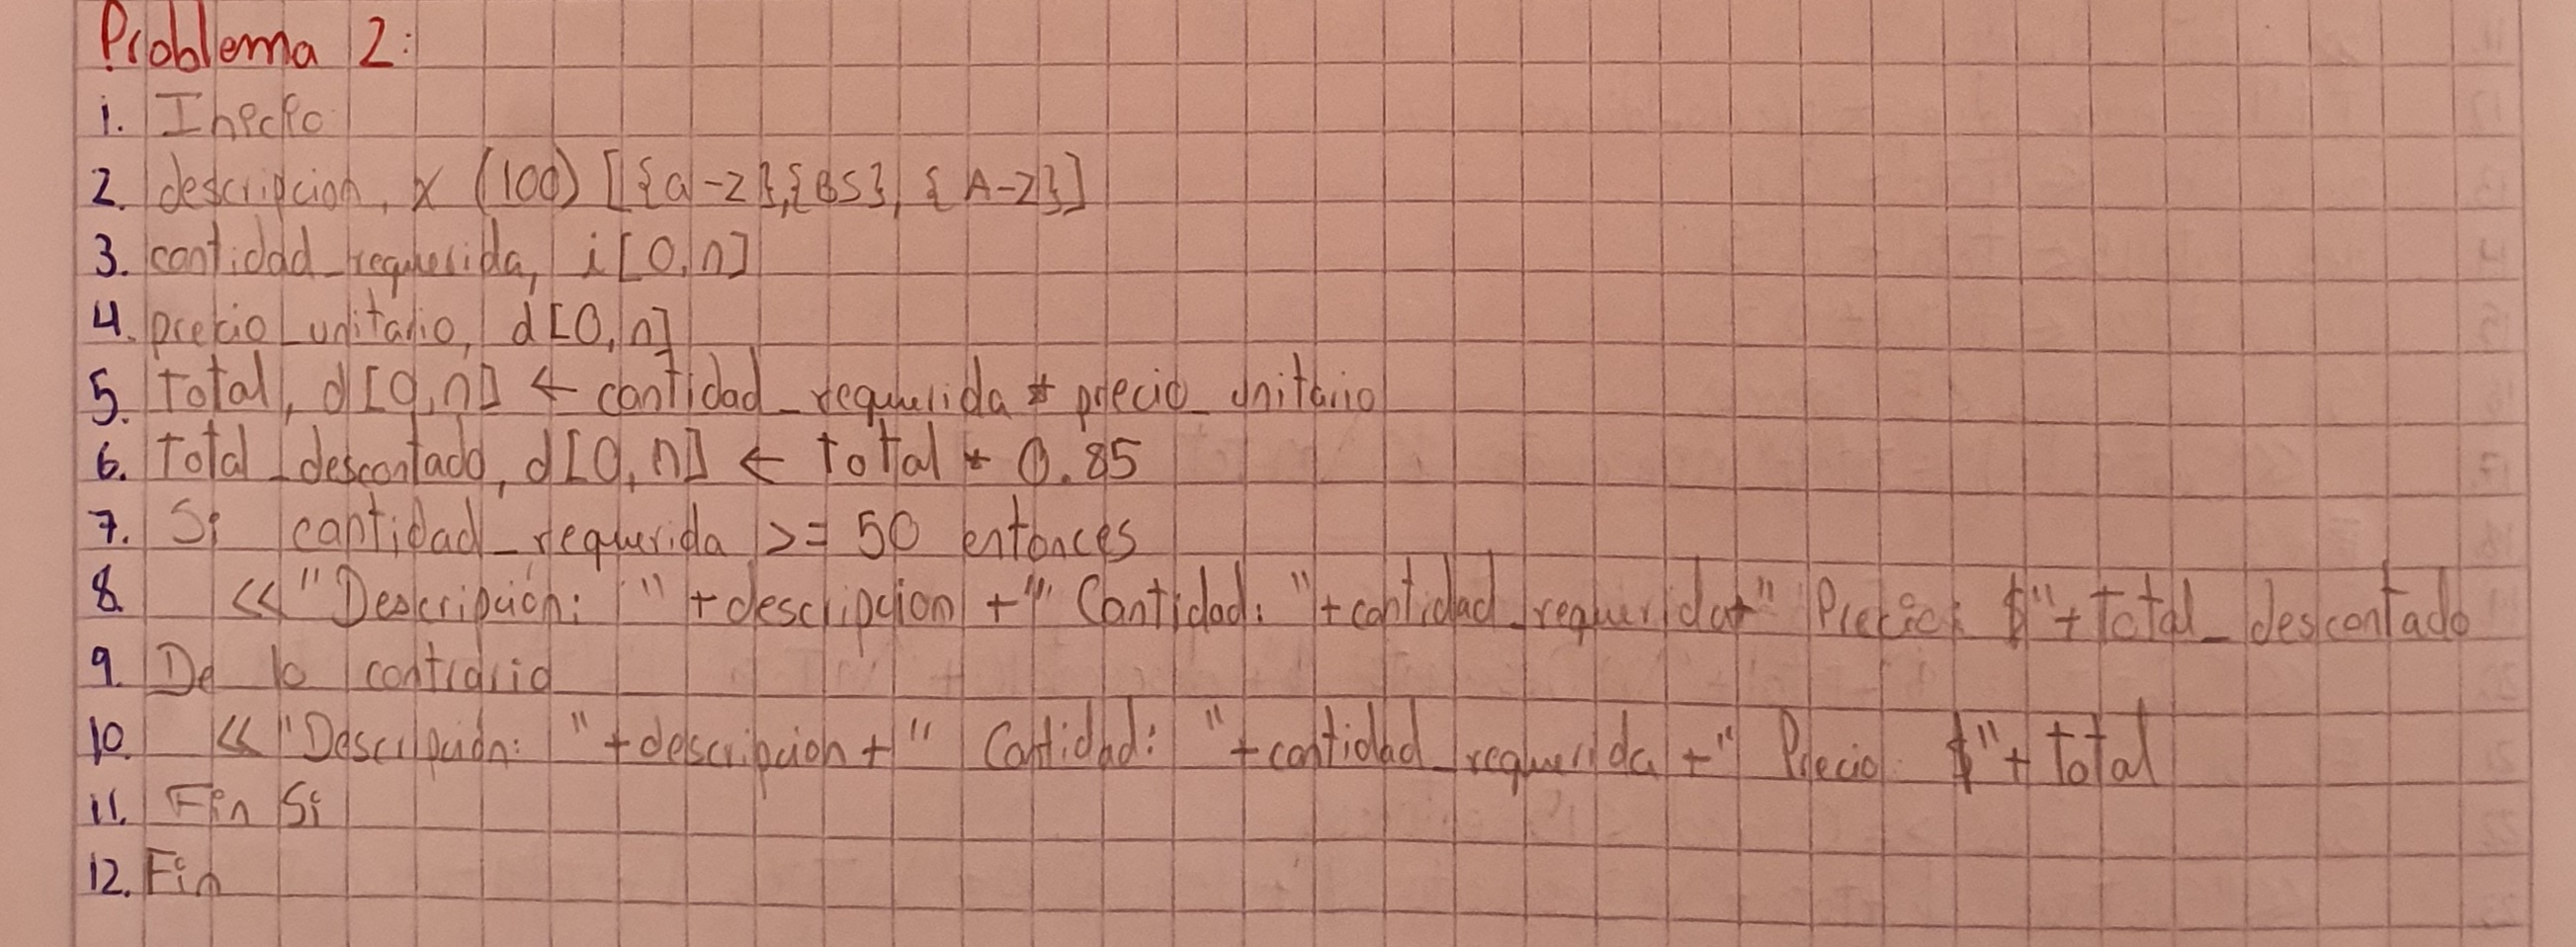 Problema 2:
1. Inicio
2. descripcion, x (100) [{a-z},{BS}, {A-Z}]
3. cantidad_requerida, i [0,n]
4. precio_unitario, d [0,n]
5. total, d [0,n] ← cantidad_requerida * precio_unitario
6. total_descontado, d [0,n] ← total * 0.85
7. Si cantidad_requerida >= 50 entonces
8. << "Descripción: " + descripcion + " Cantidad: " + cantidad_requerida + " Precio: $" + total_descontado
9. De lo contrario
10. << "Descripción: " + descripcion + " Cantidad: " + cantidad_requerida + " Precio $" + total
11. Fin Si
12. Fin